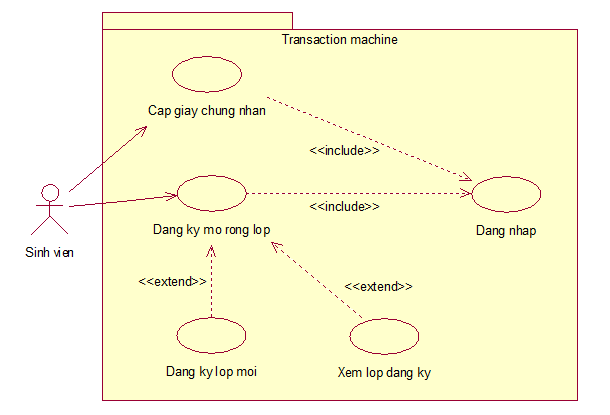 Transaction machine
Cap giay chung nhan
<<include>>
Dang ky mo rong lop
<<include>>
Dang nhap
Sinh vien
<<extend>>
<<extend>>
Dang ky lop moi
Xem lop dang ky